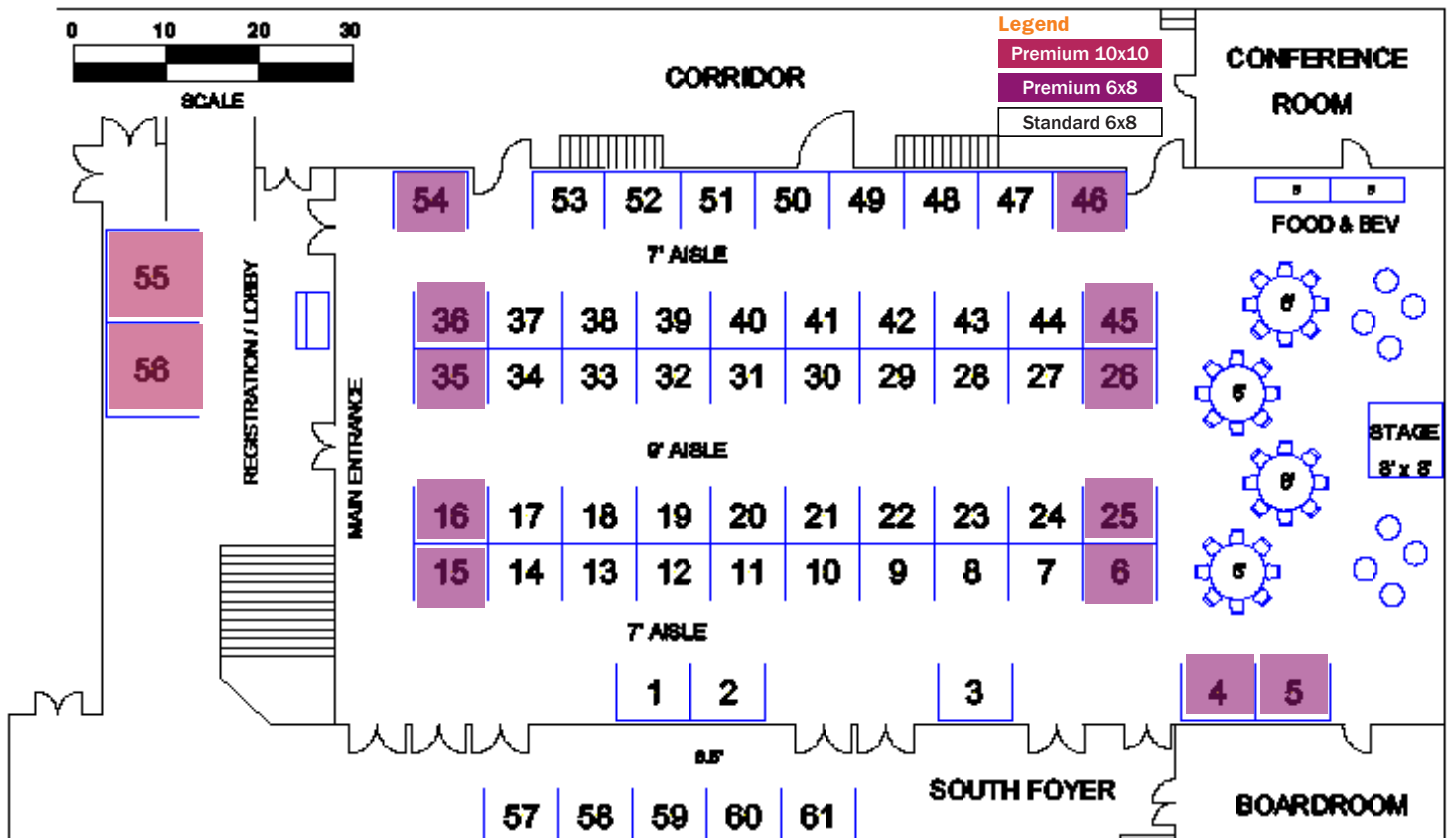 0 10 20 30
SCALE
Legend
Premium 10x10
Premium 6x8
Standard 6x8
CORRIDOR
CONFERENCE
ROOM
54 53 52 51 50 49 48 47 46
FOOD & BEV
7' AISLE
55
56
REGISTRATION / LOBBY
MAIN ENTRANCE
36 37 38 39 40 41 42 43 44 45
35 34 33 32 31 30 29 28 27 26
STAGE
8' x 8'
9' AISLE
16 17 18 19 20 21 22 23 24 25
15 14 13 12 11 10 9 8 7 6
7' AISLE
1 2 3 4 5
SOUTH FOYER
BOARDROOM
57 58 59 60 61